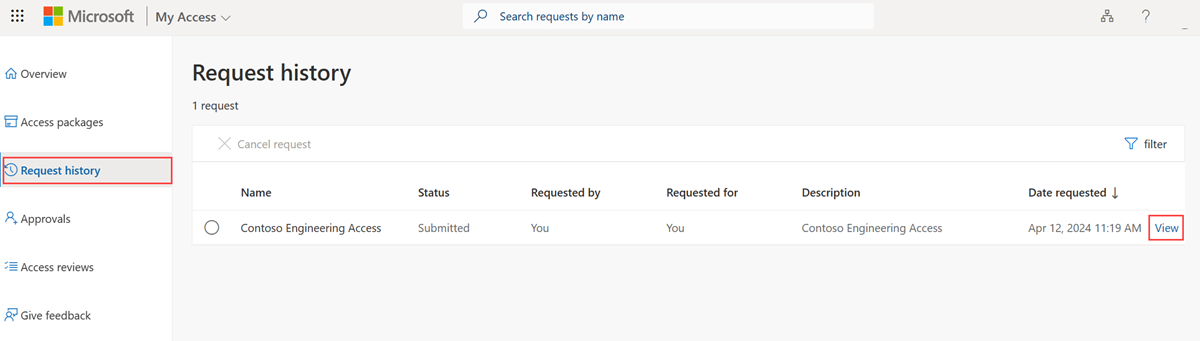 Microsoft My Access Search requests by name ?
Overview
Request history
1 request
Access packages
Cancel request filter
Request history
Name Status Requested by Requested for Description Date requested ↓
Approvals
Contoso Engineering Access Submitted You You Contoso Engineering Access Apr 12, 2024 11:19 AM View
Access reviews
Give feedback